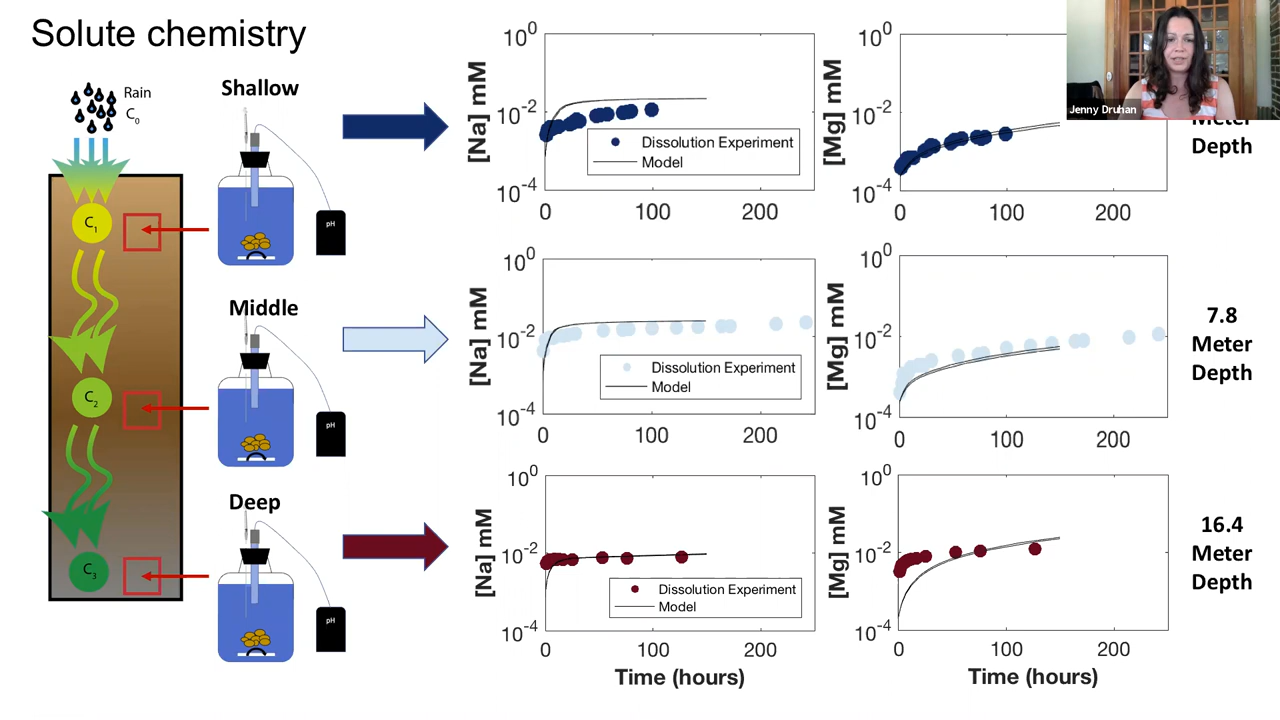 Solute chemistry
Rain
C0
C1
C2
C3
Shallow
pH
Middle
pH
Deep
pH
[Na] mM
10^0
10^-2
10^-4
Dissolution Experiment
Model
0 100 200
[Mg] mM
10^0
10^-2
10^-4
0 100 200
Jenny Druhan
Meter
Depth
[Na] mM
10^0
10^-2
10^-4
Dissolution Experiment
Model
0 100 200
[Mg] mM
10^0
10^-2
10^-4
0 100 200
7.8
Meter
Depth
[Na] mM
10^0
10^-2
10^-4
Dissolution Experiment
Model
0 100 200
Time (hours)
[Mg] mM
10^0
10^-2
10^-4
0 100 200
Time (hours)
16.4
Meter
Depth